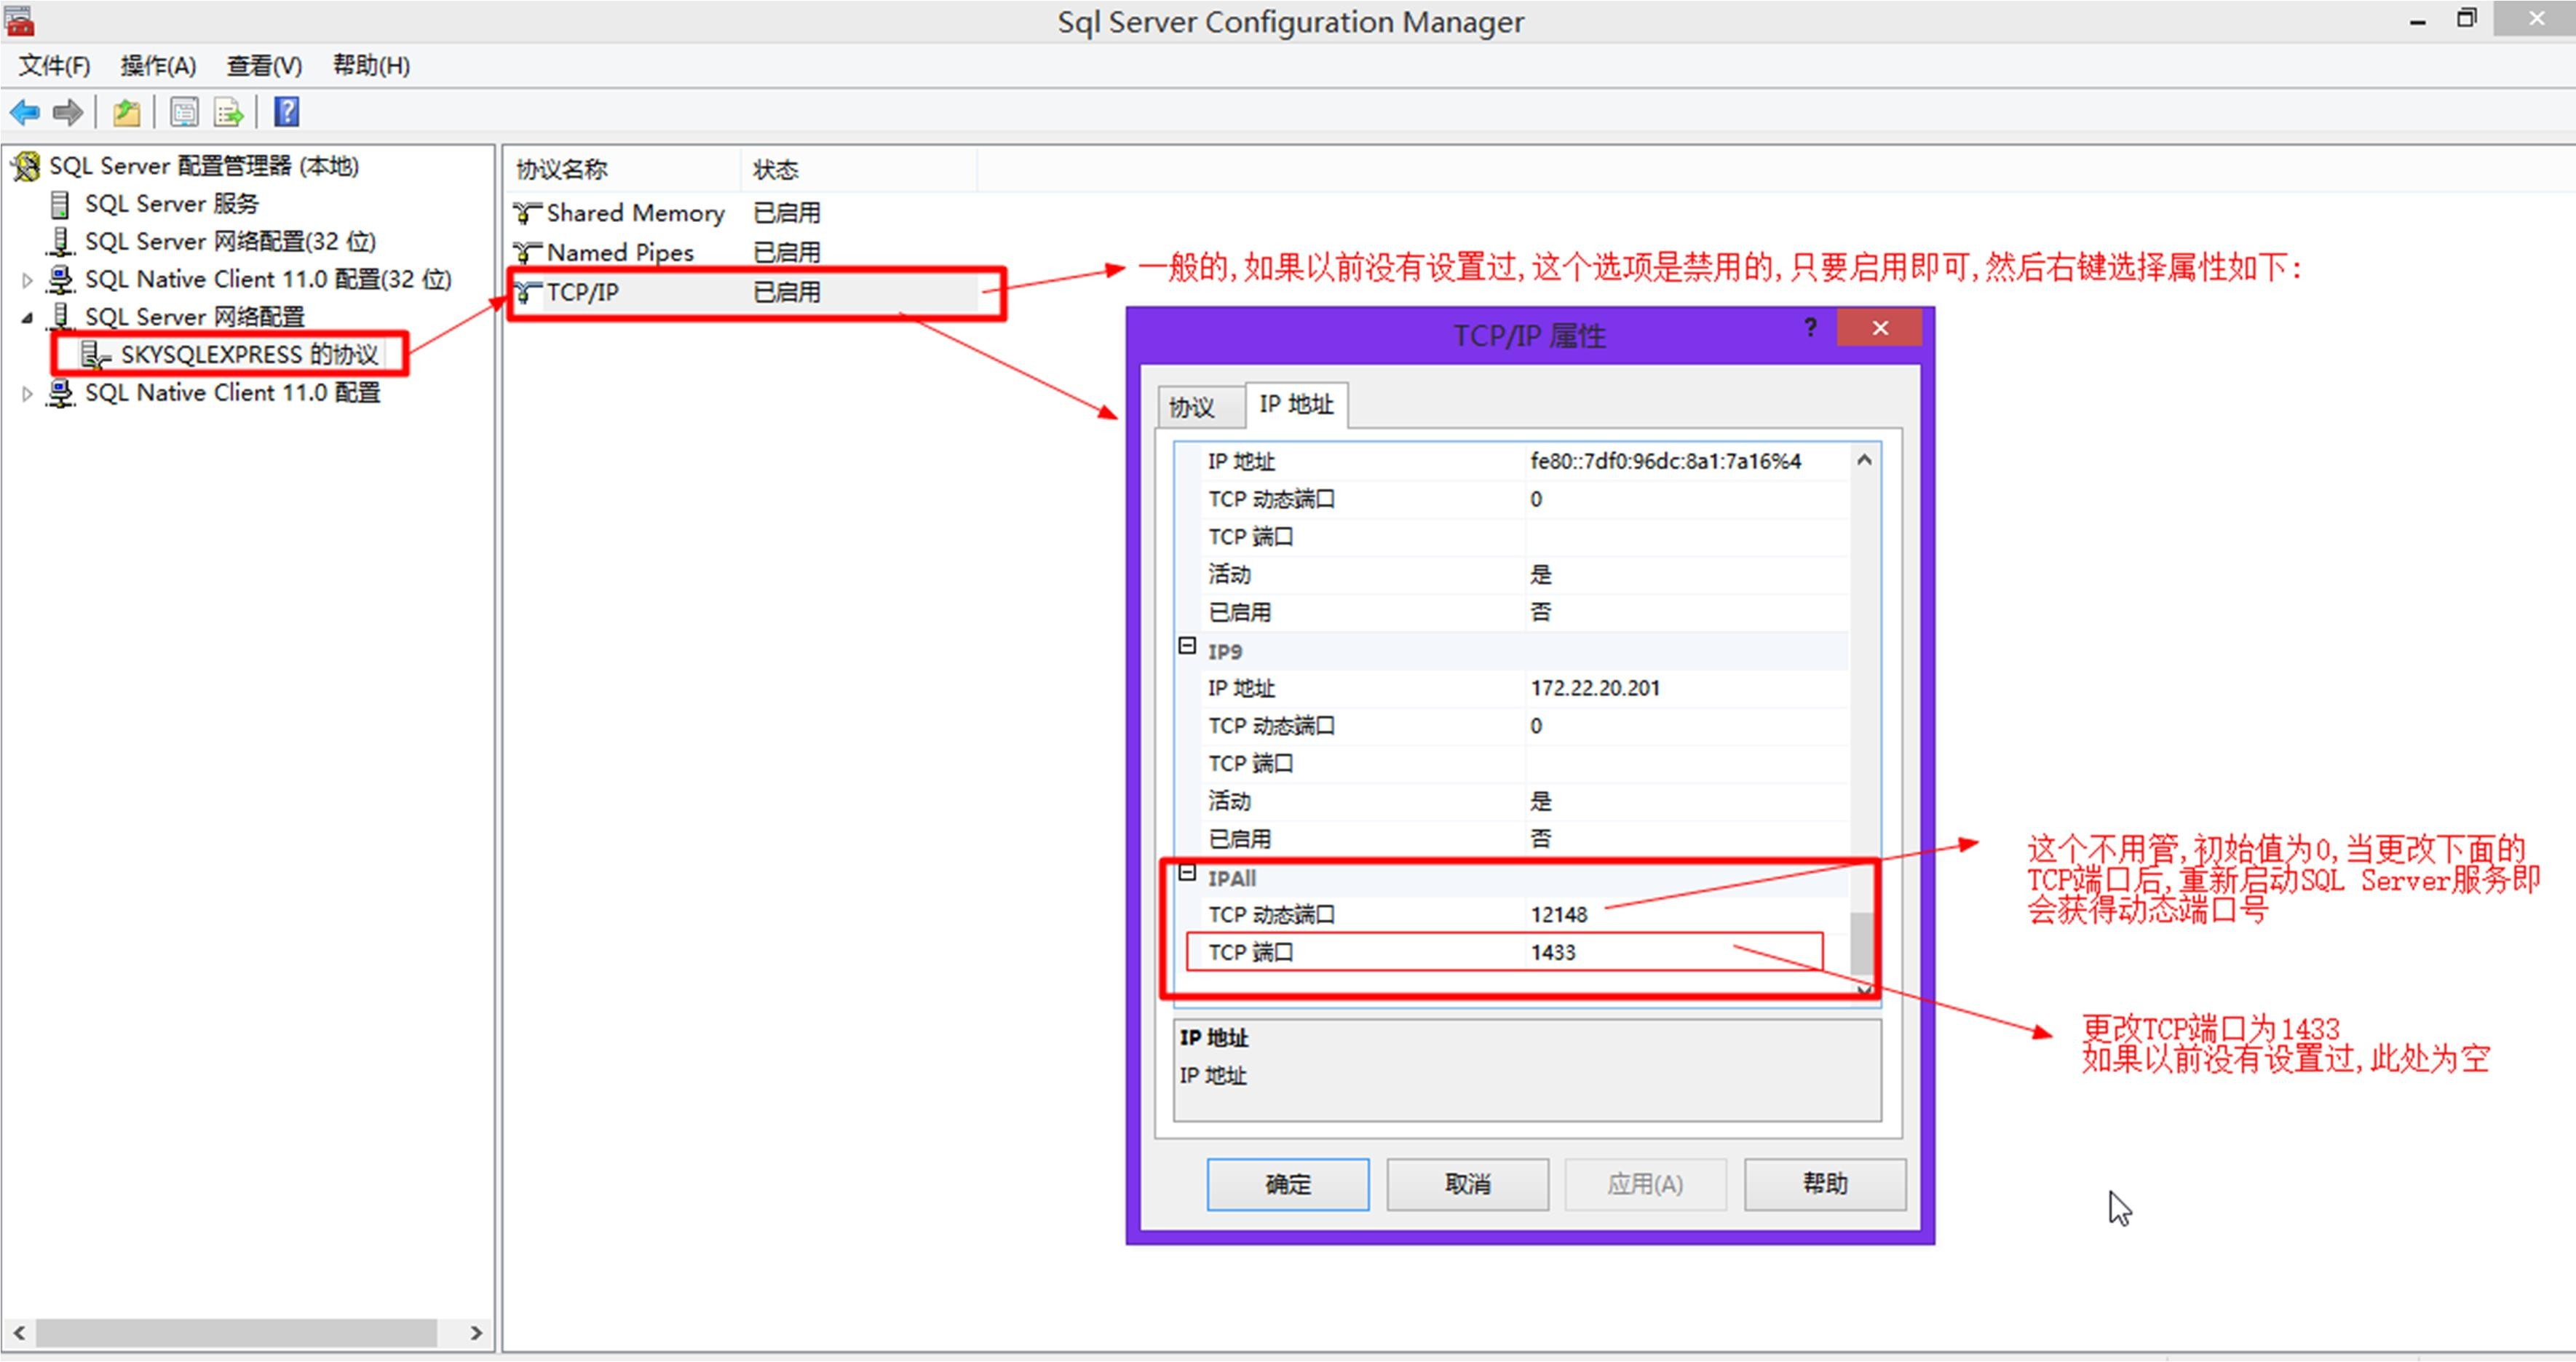 Sql Server Configuration Manager
文件(F) 操作(A) 查看(V) 帮助(H)
SQL Server 配置管理器 (本地)
SQL Server 服务
SQL Server 网络配置(32 位)
SQL Native Client 11.0 配置(32 位)
SQL Server 网络配置
SKYSQLEXPRESS 的协议
SQL Native Client 11.0 配置
协议名称 状态
Shared Memory 已启用
Named Pipes 已启用
TCP/IP 已启用
一般的,如果以前没有设置过,这个选项是禁用的,只要启用即可,然后右键选择属性如下:
TCP/IP 属性
协议 IP 地址
IP 地址 fe80::7df0:96dc:8a1:7a16%4
TCP 动态端口 0
TCP 端口
活动 是
已启用 否
IP9
IP 地址 172.22.20.201
TCP 动态端口 0
TCP 端口
活动 是
已启用 否
IPAll
TCP 动态端口 12148
TCP 端口 1433
IP 地址
IP 地址
确定 取消 应用(A) 帮助
这个不用管,初始值为0,当更改下面的
TCP端口后,重新启动SQL Server服务即
会获得动态端口号
更改TCP端口为1433
如果以前没有设置过,此处为空